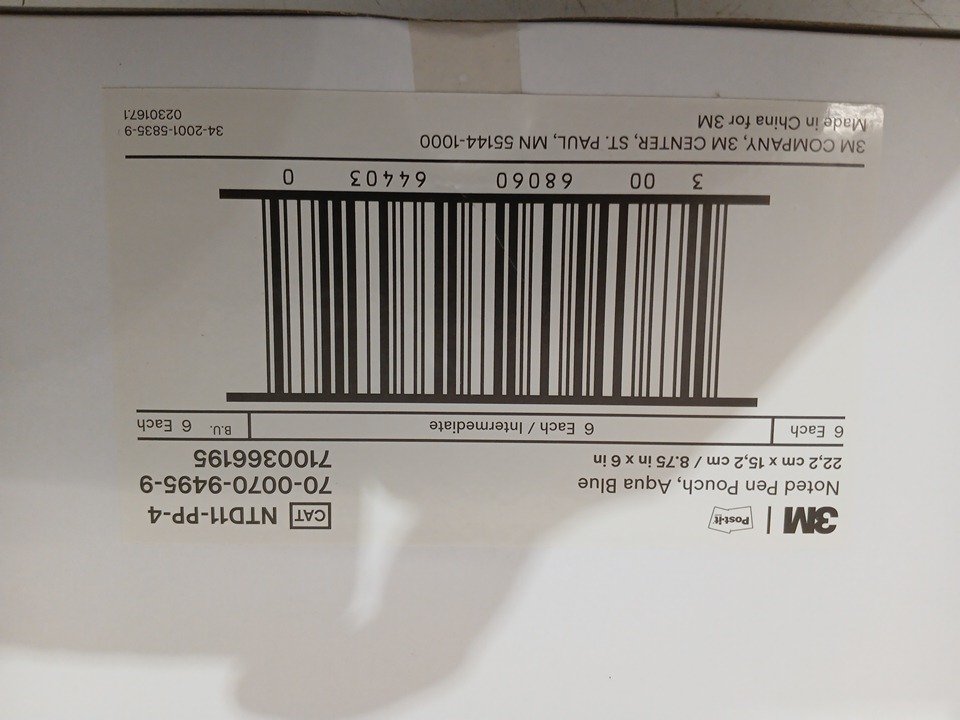 3M | Post-it
CAT NTD11-PP-4
Noted Pen Pouch, Aqua Blue
70-0070-9495-9
22,2 cm x 15,2 cm / 8.75 in x 6 in
7100366195
6 Each
6 Each / Intermediate
B.U. 6 Each
3 00 68060 64403 0
3M COMPANY, 3M CENTER, ST. PAUL, MN 55144-1000
Made in China for 3M
34-2001-5835-9
0230167.1